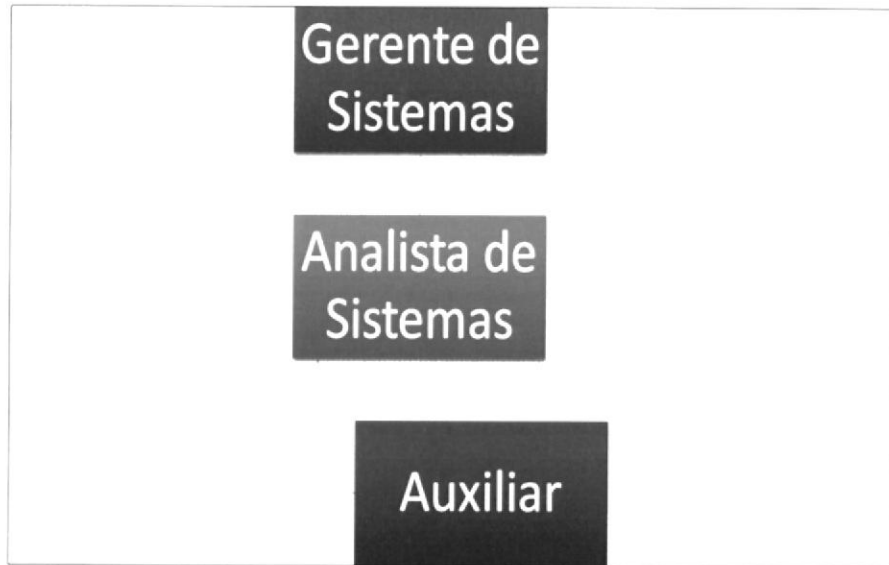 Gerente de
Sistemas
Analista de
Sistemas
Auxiliar